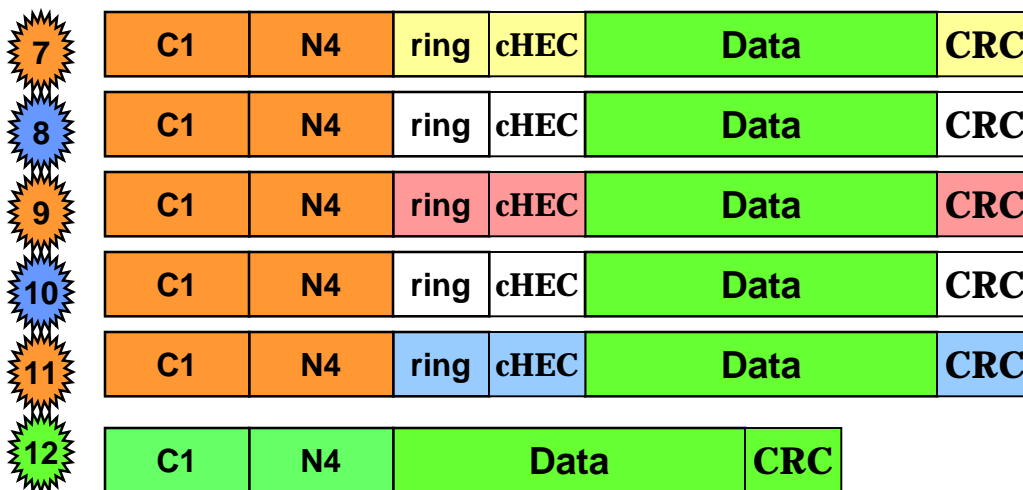 7 C1 N4 ring cHEC Data CRC
8 C1 N4 ring cHEC Data CRC
9 C1 N4 ring cHEC Data CRC
10 C1 N4 ring cHEC Data CRC
11 C1 N4 ring cHEC Data CRC
12 C1 N4 Data CRC